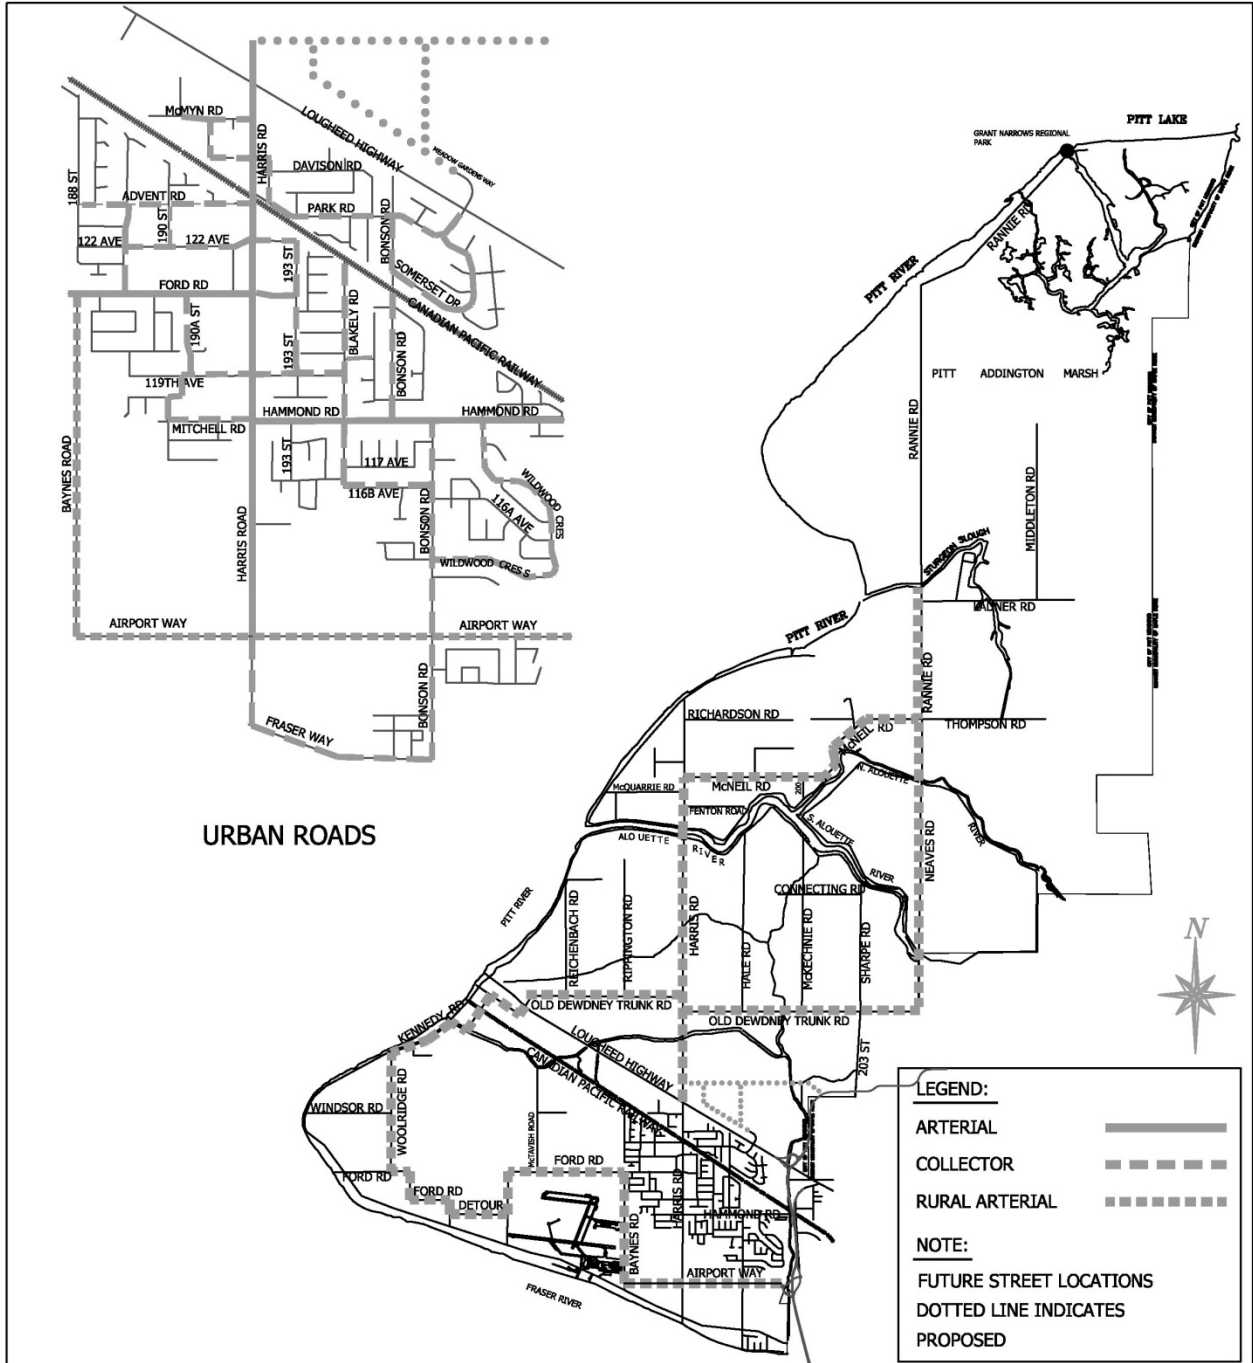 McMYN RD
HARRIS RD
LOUGHEED HIGHWAY
MEADOW GARDENS WAY
DAVISON RD
188 ST
ADVENT RD
190 ST
PARK RD
BONSON RD
122 AVE
122 AVE
193 ST
SOMERSET DR
FORD RD
CANADIAN PACIFIC RAILWAY
190A ST
193 ST
BLAKELY RD
BONSON RD
119TH AVE
HAMMOND RD
HAMMOND RD
MITCHELL RD
193 ST
117 AVE
116B AVE
116A AVE
WILDWOOD CRES
BAYNES ROAD
HARRIS ROAD
BONSON RD
WILDWOOD CRES S
AIRPORT WAY
AIRPORT WAY
BONSON RD
FRASER WAY
URBAN ROADS
PITT LAKE
GRANT NARROWS REGIONAL
PARK
RANNIE RD
PITT RIVER
PITT ADDINGTON MARSH
RANNIE RD
MIDDLETON RD
STURGEON SLOUGH
LADNER RD
PITT RIVER
RANNIE RD
RICHARDSON RD
THOMPSON RD
McNEIL RD
McNEIL RD
McQUARRIE RD
200
N. ALOUETTE
RIVER
FENTON ROAD
ALOUETTE
RIVER
S. ALOUETTE
RIVER
NEAVES RD
CONNECTING RD
PITT RIVER
REICHENBACH RD
RIPPINGTON RD
HARRIS RD
HALE RD
McKECHNIE RD
SHARPE RD
OLD DEWDNEY TRUNK RD
OLD DEWDNEY TRUNK RD
KENNEDY RD
LOUGHEED HIGHWAY
CANADIAN PACIFIC RAILWAY
203 ST
WINDSOR RD
WOOLRIDGE RD
McTAVISH ROAD
FORD RD
FORD RD
FORD RD
DETOUR
HARRIS RD
HAMMOND RD
BAYNES RD
AIRPORT WAY
FRASER RIVER
N
LEGEND:
ARTERIAL
COLLECTOR
RURAL ARTERIAL
NOTE:
FUTURE STREET LOCATIONS
DOTTED LINE INDICATES
PROPOSED